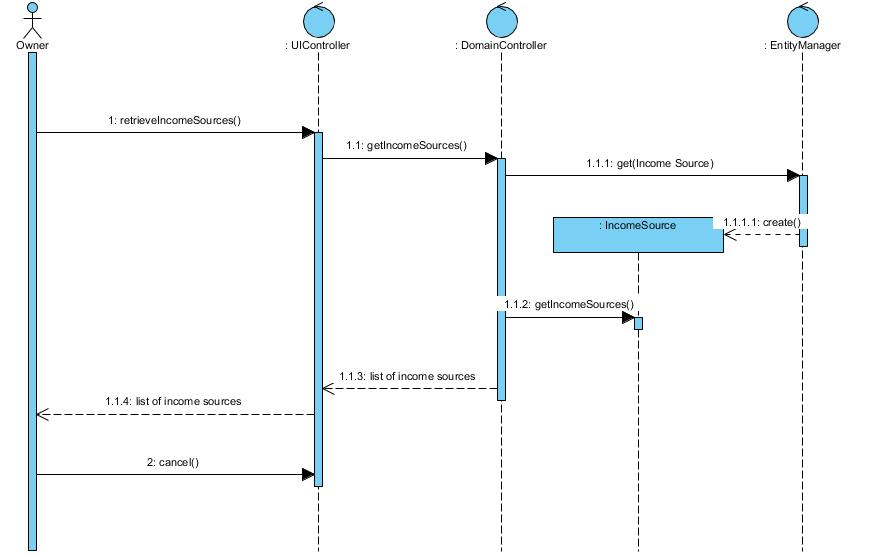 Owner
: UIController
: DomainController
: EntityManager
1: retrieveIncomeSources()
1.1: getIncomeSources()
1.1.1: get(Income Source)
1.1.1.1: create()
: IncomeSource
1.1.2: getIncomeSources()
1.1.3: list of income sources
1.1.4: list of income sources
2: cancel()